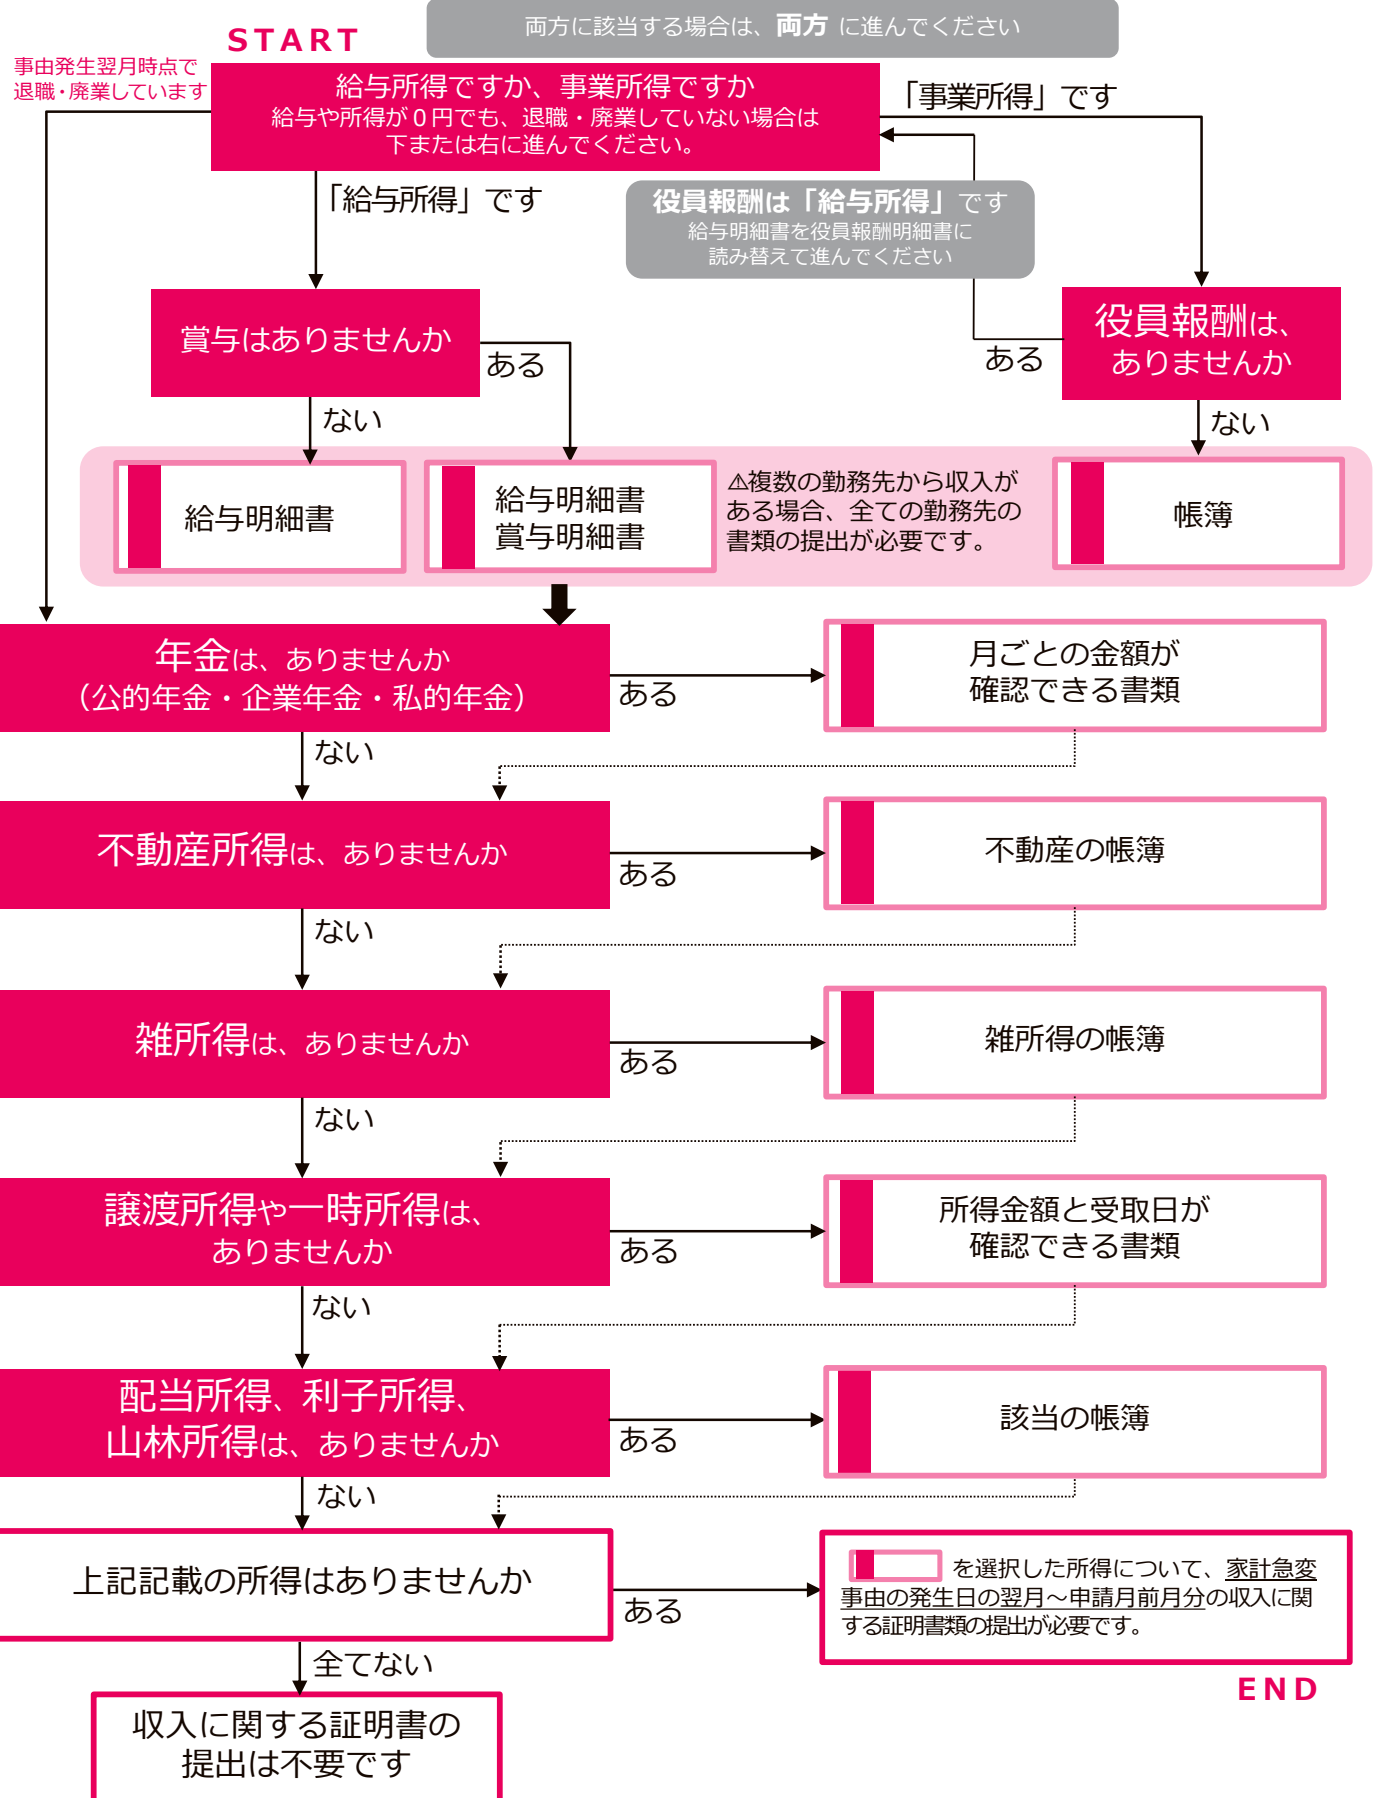 両方に該当する場合は、両方 に進んでください
START
事由発生翌月時点で
退職・廃業しています
給与所得ですか、事業所得ですか
給与や所得が０円でも、退職・廃業していない場合は
下または右に進んでください。
「事業所得」です
「給与所得」です
役員報酬は「給与所得」です
給与明細書を役員報酬明細書に
読み替えて進んでください
賞与はありませんか
ある
ない
役員報酬は、
ありませんか
ある
ない
給与明細書
給与明細書
賞与明細書
⚠複数の勤務先から収入が
ある場合、全ての勤務先の
書類の提出が必要です。
帳簿
年金は、ありませんか
（公的年金・企業年金・私的年金）
ある
月ごとの金額が
確認できる書類
ない
不動産所得は、ありませんか
ある
不動産の帳簿
ない
雑所得は、ありませんか
ある
雑所得の帳簿
ない
譲渡所得や一時所得は、
ありませんか
ある
所得金額と受取日が
確認できる書類
ない
配当所得、利子所得、
山林所得は、ありませんか
ある
該当の帳簿
ない
上記記載の所得はありませんか
ある
を選択した所得について、家計急変
事由の発生日の翌月～申請月前月分の収入に関
する証明書類の提出が必要です。
END
全てない
収入に関する証明書の
提出は不要です